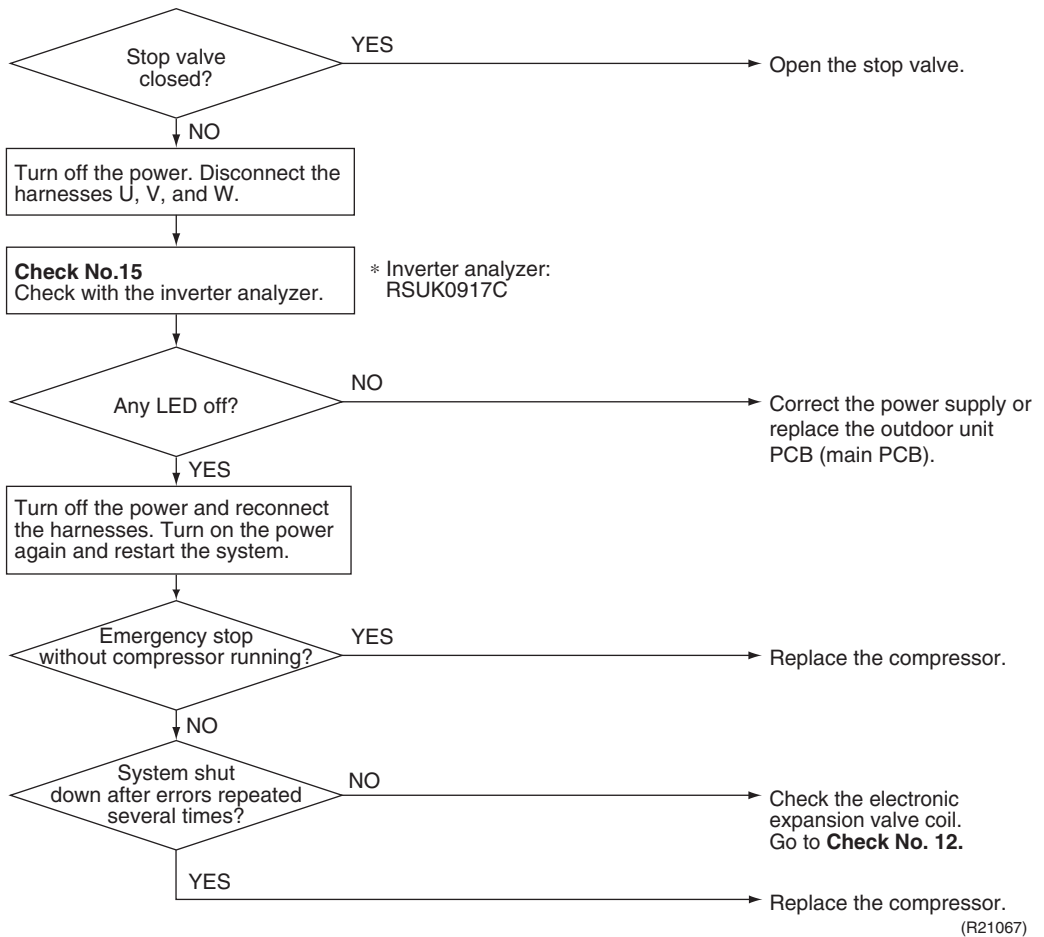 Stop valve
closed?
YES
Open the stop valve.
NO
Turn off the power. Disconnect the
harnesses U, V, and W.
Check No.15
Check with the inverter analyzer.
* Inverter analyzer:
RSUK0917C
Any LED off?
NO
Correct the power supply or
replace the outdoor unit
PCB (main PCB).
YES
Turn off the power and reconnect
the harnesses. Turn on the power
again and restart the system.
Emergency stop
without compressor running?
YES
Replace the compressor.
NO
System shut
down after errors repeated
several times?
NO
Check the electronic
expansion valve coil.
Go to Check No. 12.
YES
Replace the compressor.
(R21067)